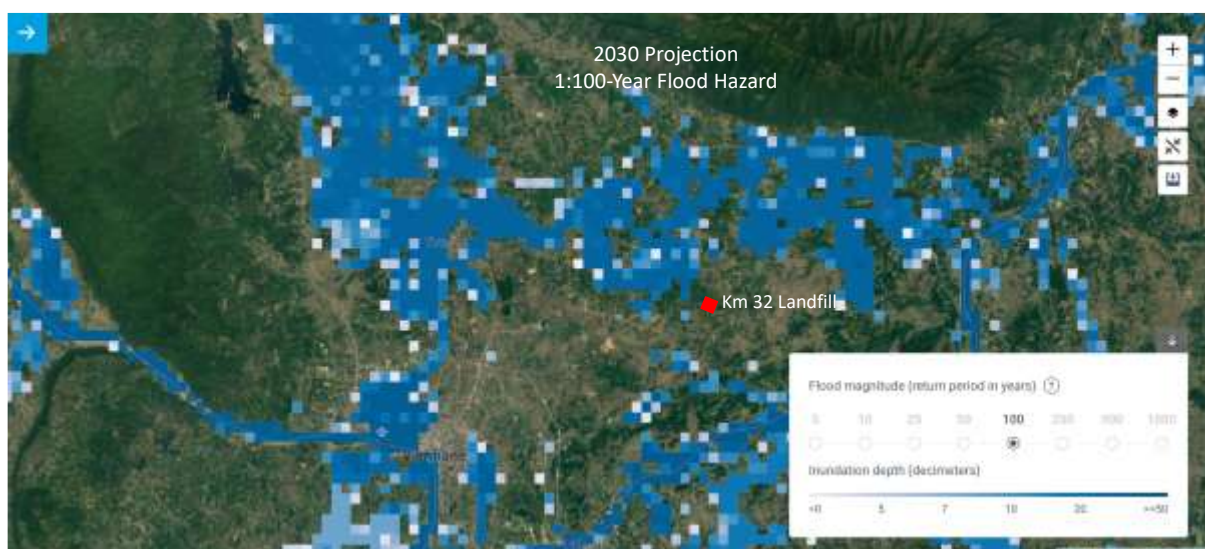 2030 Projection
1:100-Year Flood Hazard
Km 32 Landfill
Flood magnitude (return period in years) ?
5 10 25 50 100 250 500 1000
Inundation depth (decimeters)
<0 5 7 10 20 >=50